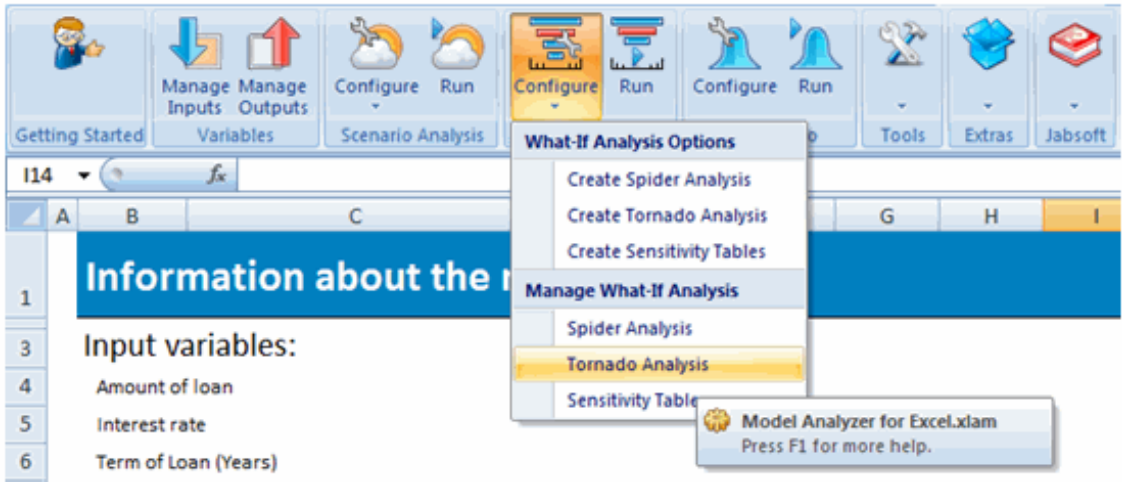 Manage Manage
Inputs Outputs
Configure Run
Configure Run
Configure Run
Getting Started
Variables
Scenario Analysis
Tools
Extras
Jabsoft
I14
fx
A B C G H I
What-If Analysis Options
Create Spider Analysis
Create Tornado Analysis
Create Sensitivity Tables
Manage What-If Analysis
Spider Analysis
Tornado Analysis
Sensitivity Table
Model Analyzer for Excel.xlam
Press F1 for more help.
1
Information about the
3
Input variables:
4
Amount of loan
5
Interest rate
6
Term of Loan (Years)